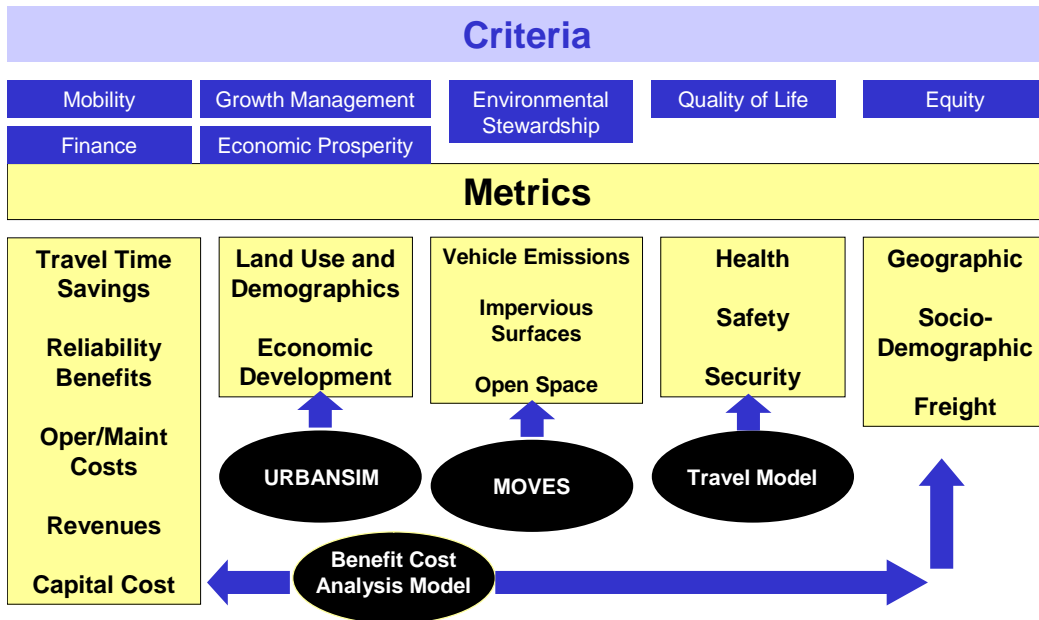 Criteria
Mobility
Growth Management
Environmental
Stewardship
Quality of Life
Equity
Finance
Economic Prosperity
Metrics
Travel Time
Savings
Reliability
Benefits
Oper/Maint
Costs
Revenues
Capital Cost
Land Use and
Demographics
Economic
Development
Vehicle Emissions
Impervious
Surfaces
Open Space
Health
Safety
Security
Geographic
Socio-
Demographic
Freight
URBANSIM
MOVES
Travel Model
Benefit Cost
Analysis Model